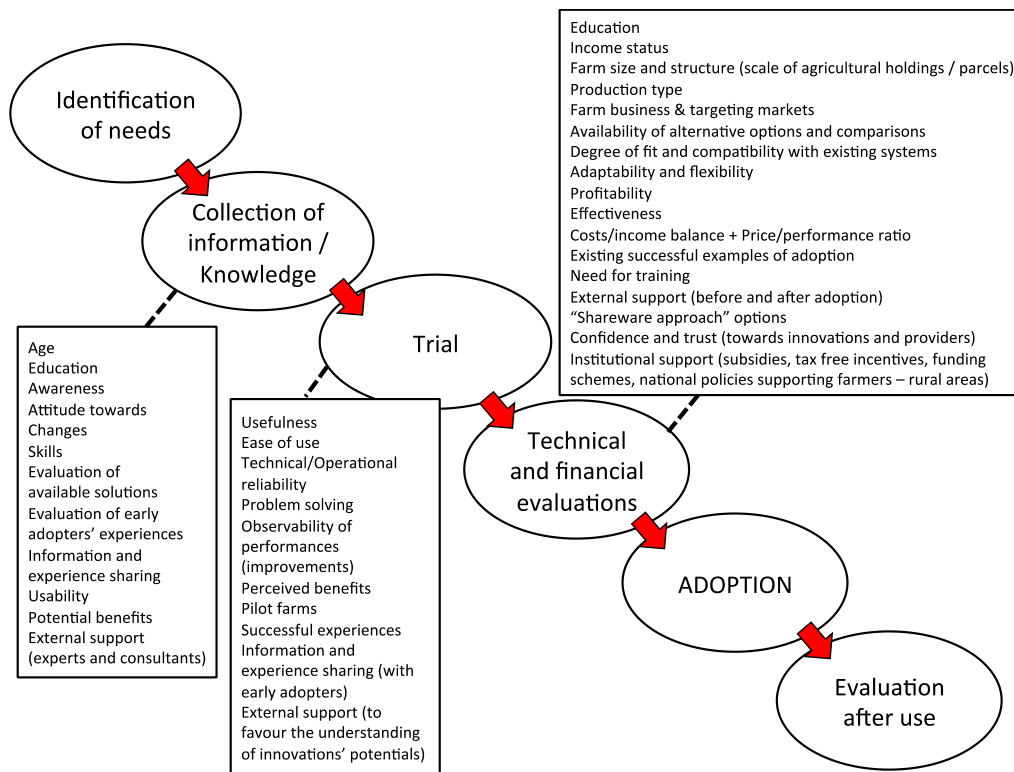 Identification
of needs
Collection of
information /
Knowledge
Trial
Technical
and financial
evaluations
ADOPTION
Evaluation
after use
Age
Education
Awareness
Attitude towards
Changes
Skills
Evaluation of
available solutions
Evaluation of early
adopters’ experiences
Information and
experience sharing
Usability
Potential benefits
External support
(experts and consultants)
Usefulness
Ease of use
Technical/Operational
reliability
Problem solving
Observability of
performances
(improvements)
Perceived benefits
Pilot farms
Successful experiences
Information and
experience sharing (with
early adopters)
External support (to
favour the understanding
of innovations’ potentials)
Education
Income status
Farm size and structure (scale of agricultural holdings / parcels)
Production type
Farm business & targeting markets
Availability of alternative options and comparisons
Degree of fit and compatibility with existing systems
Adaptability and flexibility
Profitability
Effectiveness
Costs/income balance + Price/performance ratio
Existing successful examples of adoption
Need for training
External support (before and after adoption)
“Shareware approach” options
Confidence and trust (towards innovations and providers)
Institutional support (subsidies, tax free incentives, funding
schemes, national policies supporting farmers – rural areas)